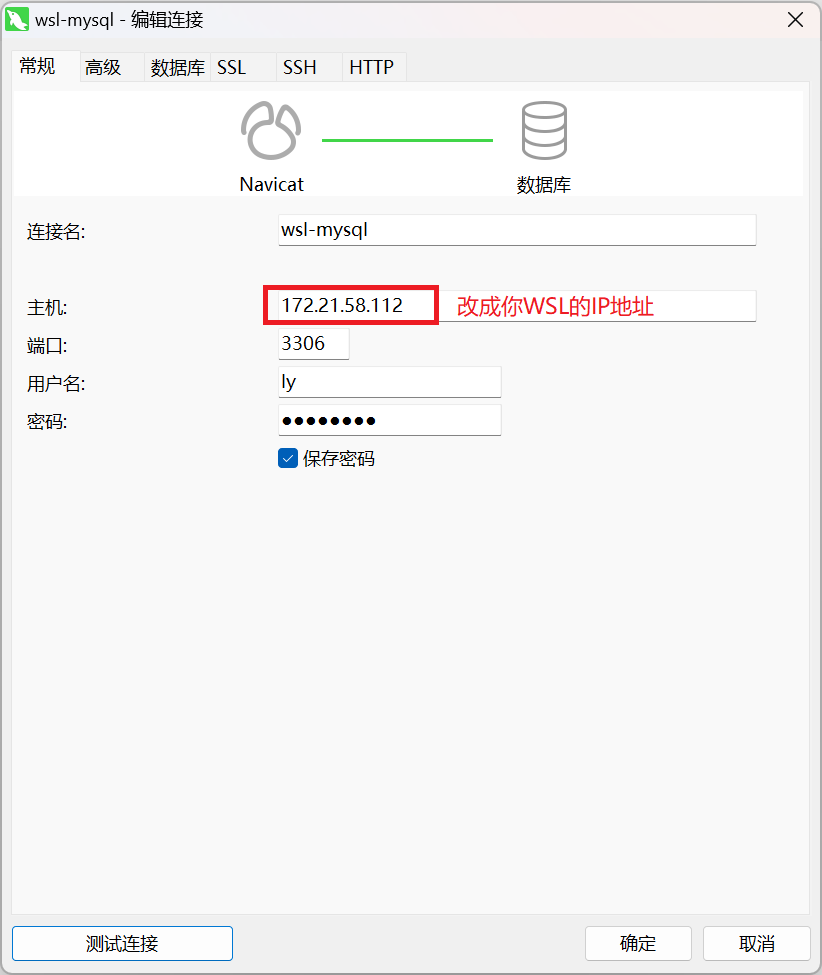 wsl-mysql - 编辑连接
常规 高级 数据库 SSL SSH HTTP
Navicat 数据库
连接名: wsl-mysql
主机: 172.21.58.112 改成你WSL的IP地址
端口: 3306
用户名: ly
密码: ●●●●●●●●
保存密码
测试连接 确定 取消